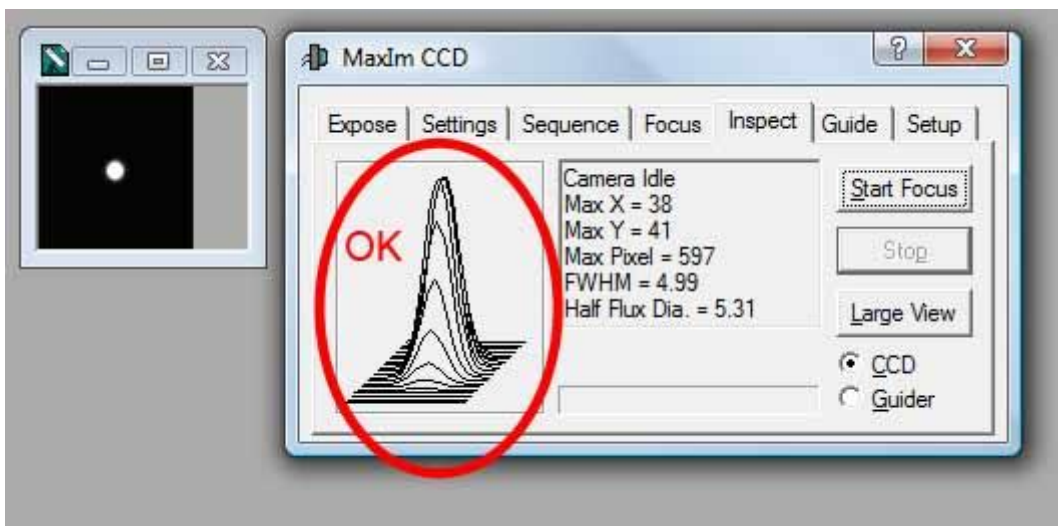 MaxIm CCD
Expose Settings Sequence Focus Inspect Guide Setup
OK
Camera Idle
Max X = 38
Max Y = 41
Max Pixel = 597
FWHM = 4.99
Half Flux Dia. = 5.31
Start Focus
Stop
Large View
CCD
Guider